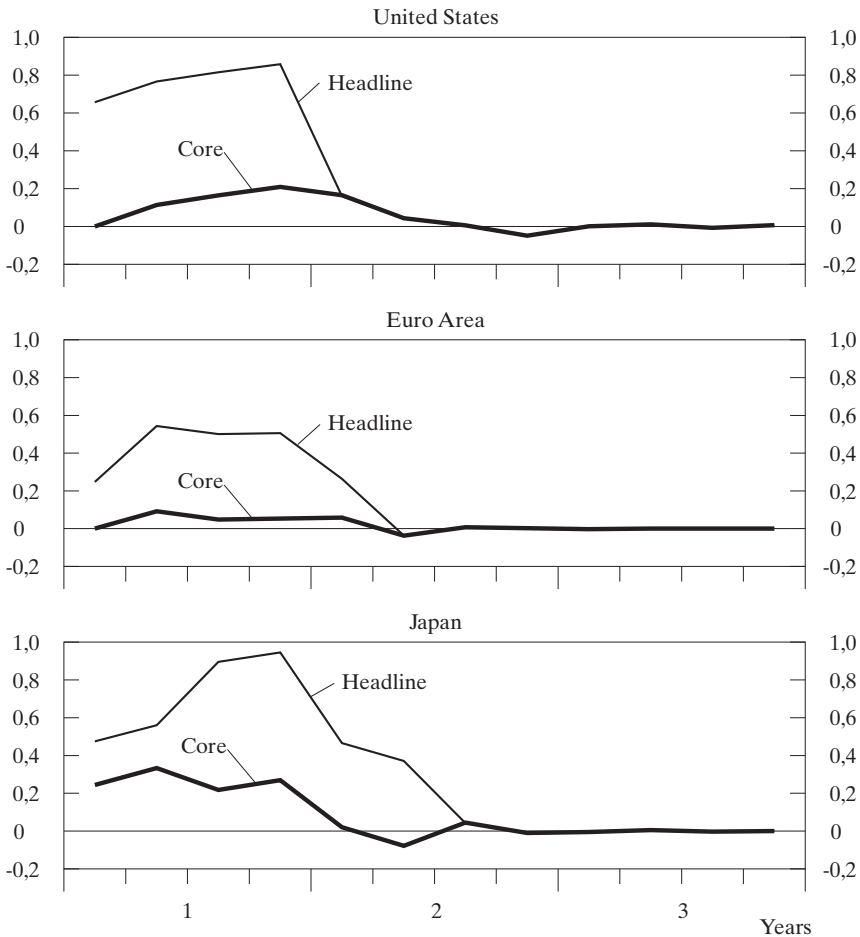 United States
1,0 1,0
0,8 0,8
Headline
0,6 0,6
0,4 0,4
Core
0,2 0,2
0 0
-0,2 -0,2
Euro Area
1,0 1,0
0,8 0,8
0,6 0,6
Headline
0,4 0,4
Core
0,2 0,2
0 0
-0,2 -0,2
Japan
1,0 1,0
0,8 0,8
Headline
0,6 0,6
Core
0,4 0,4
0,2 0,2
0 0
-0,2 -0,2
1 2 3
Years